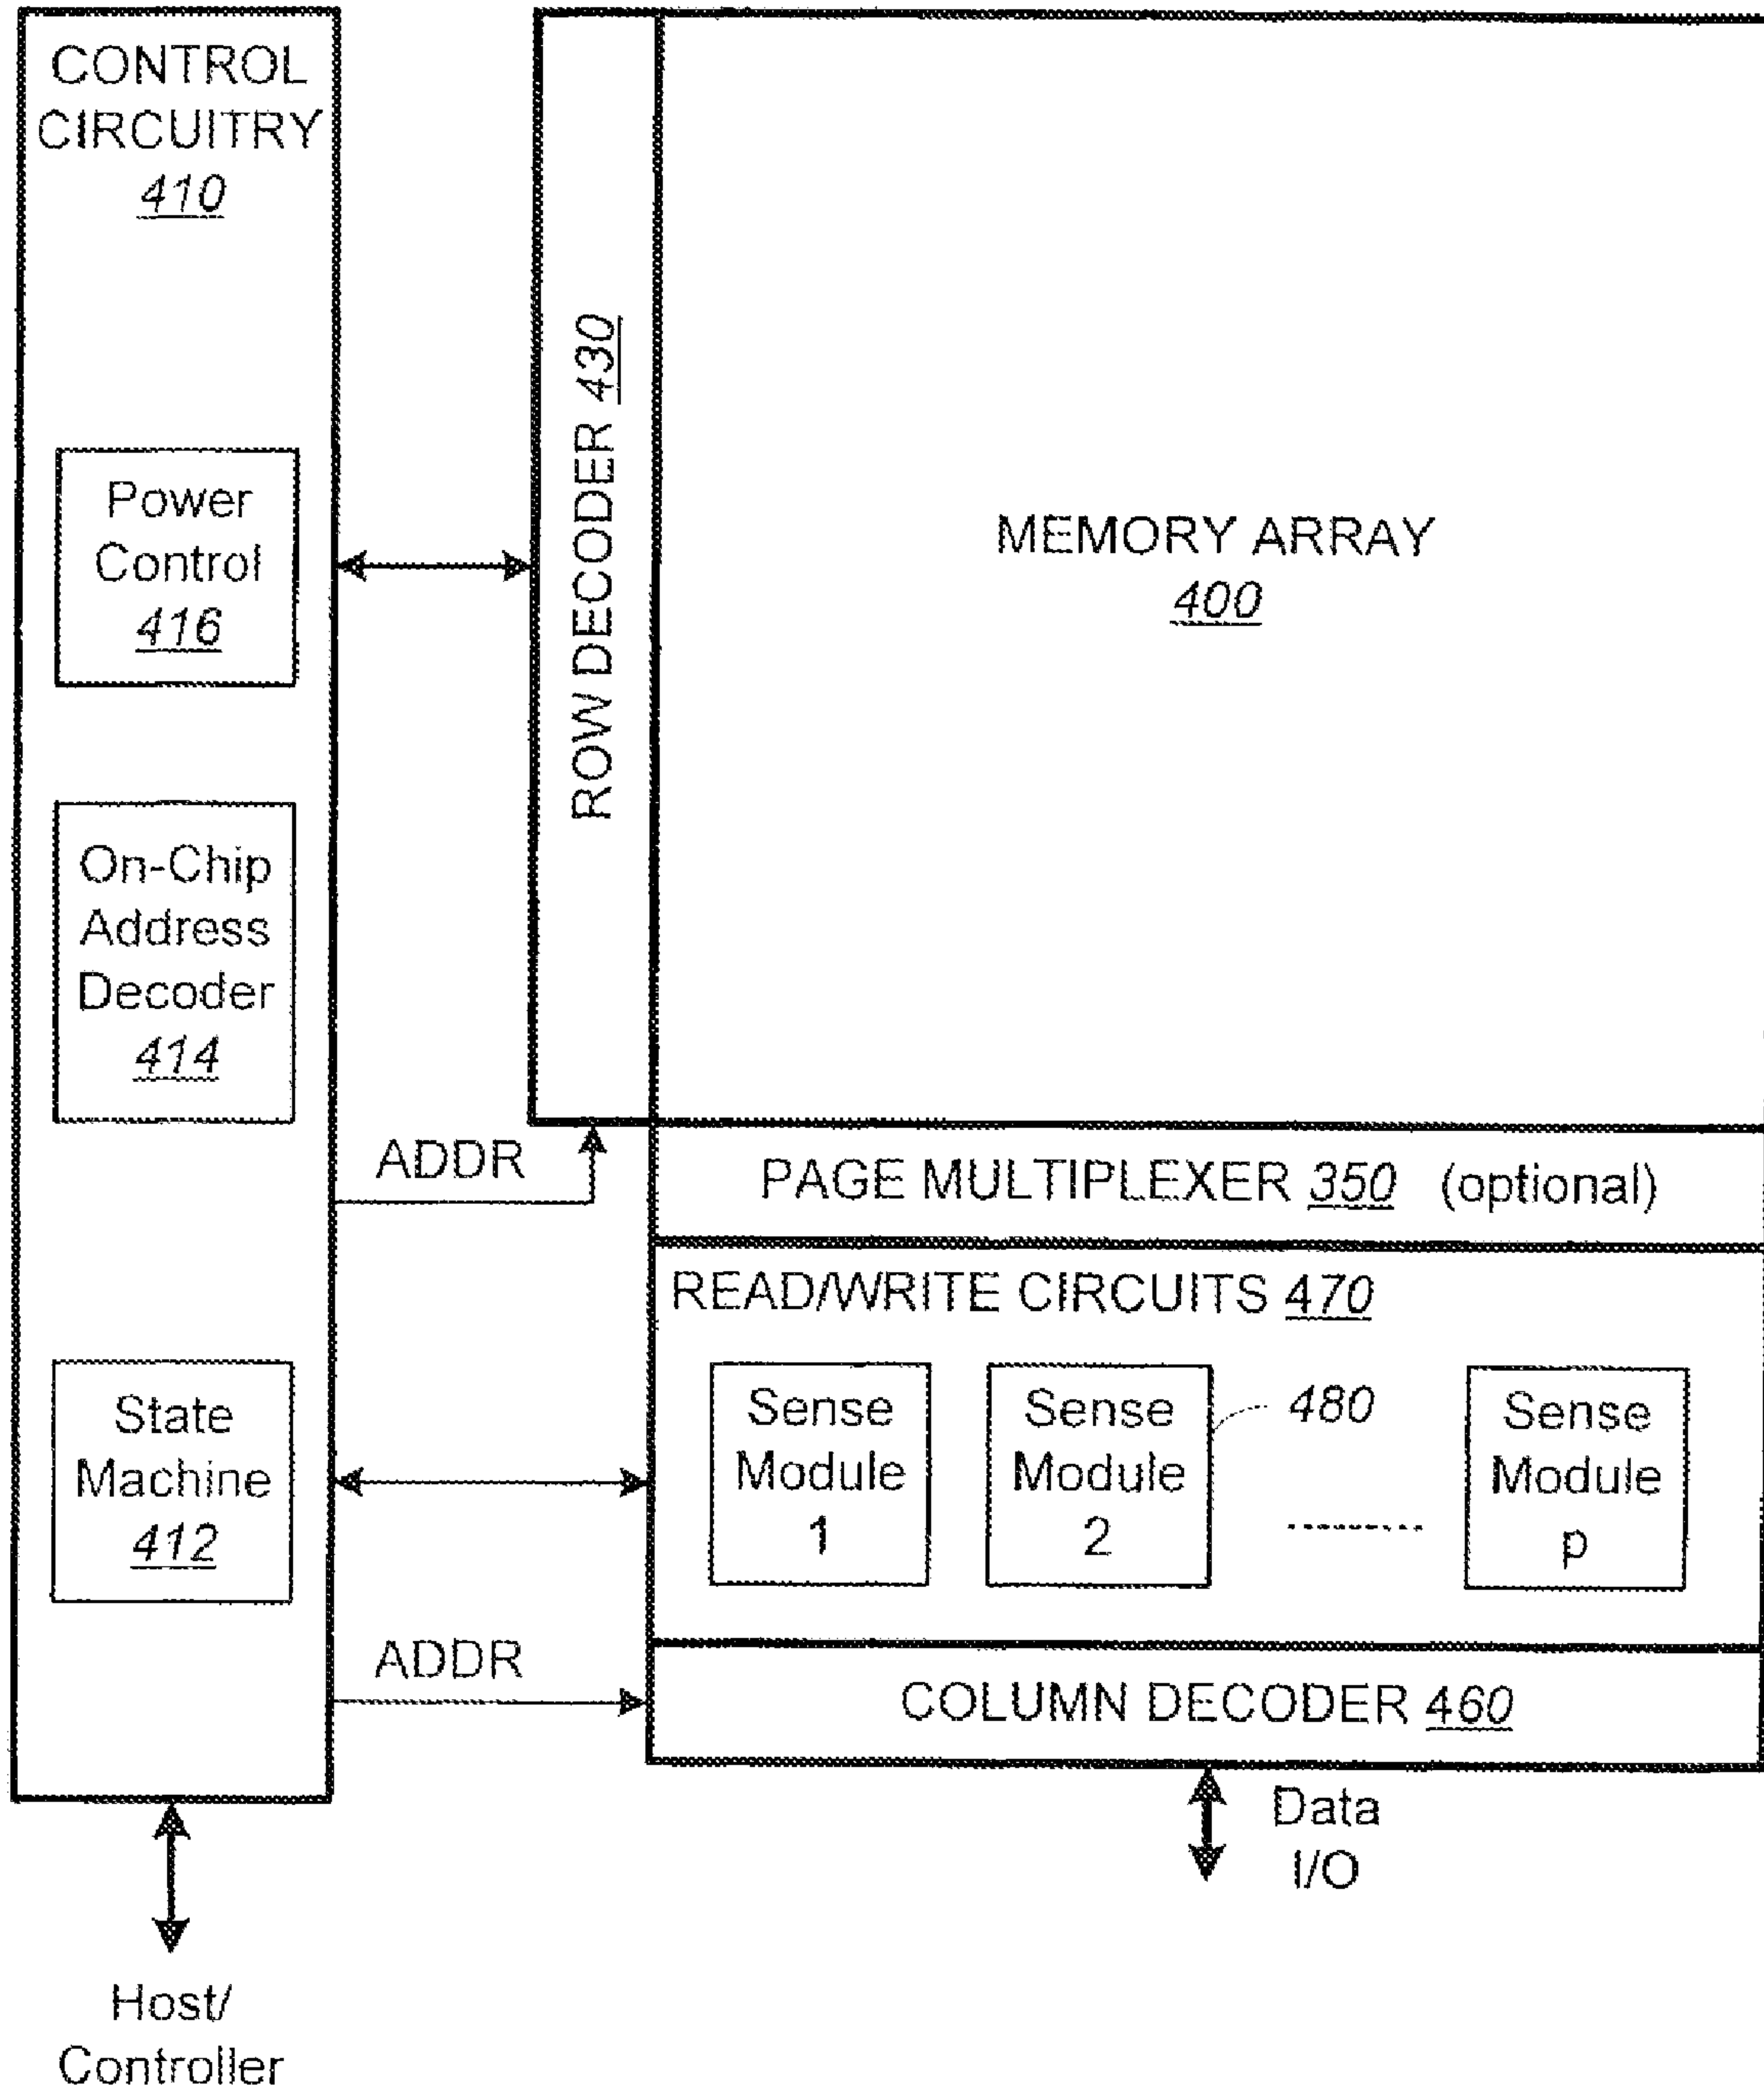 CONTROL
CIRCUITRY
410
Power
Control
416
On-Chip
Address
Decoder
414
State
Machine
412
ROW DECODER 430
MEMORY ARRAY
400
ADDR
PAGE MULTIPLEXER 350 (optional)
READ/WRITE CIRCUITS 470
Sense
Module
1
Sense
Module
2
480
Sense
Module
p
ADDR
COLUMN DECODER 460
Data
I/O
Host/
Controller